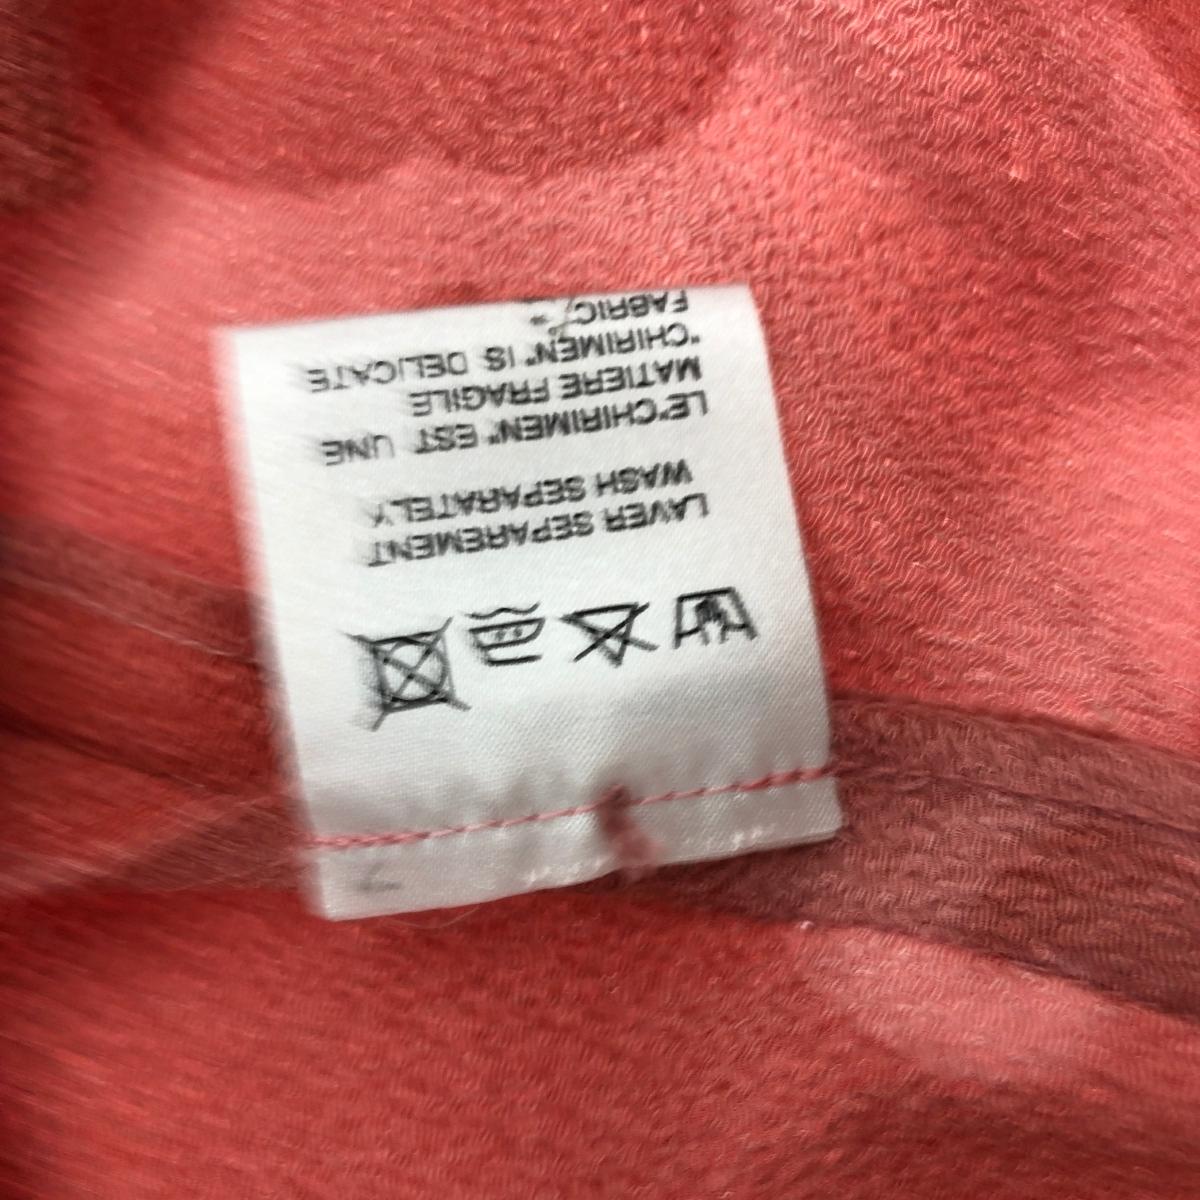 LAVER SEPAREMENT
WASH SEPARATELY
LE"CHIRIMEN" EST UNE
MATIERE FRAGILE
"CHIRIMEN" IS DELICATE
FABRIC